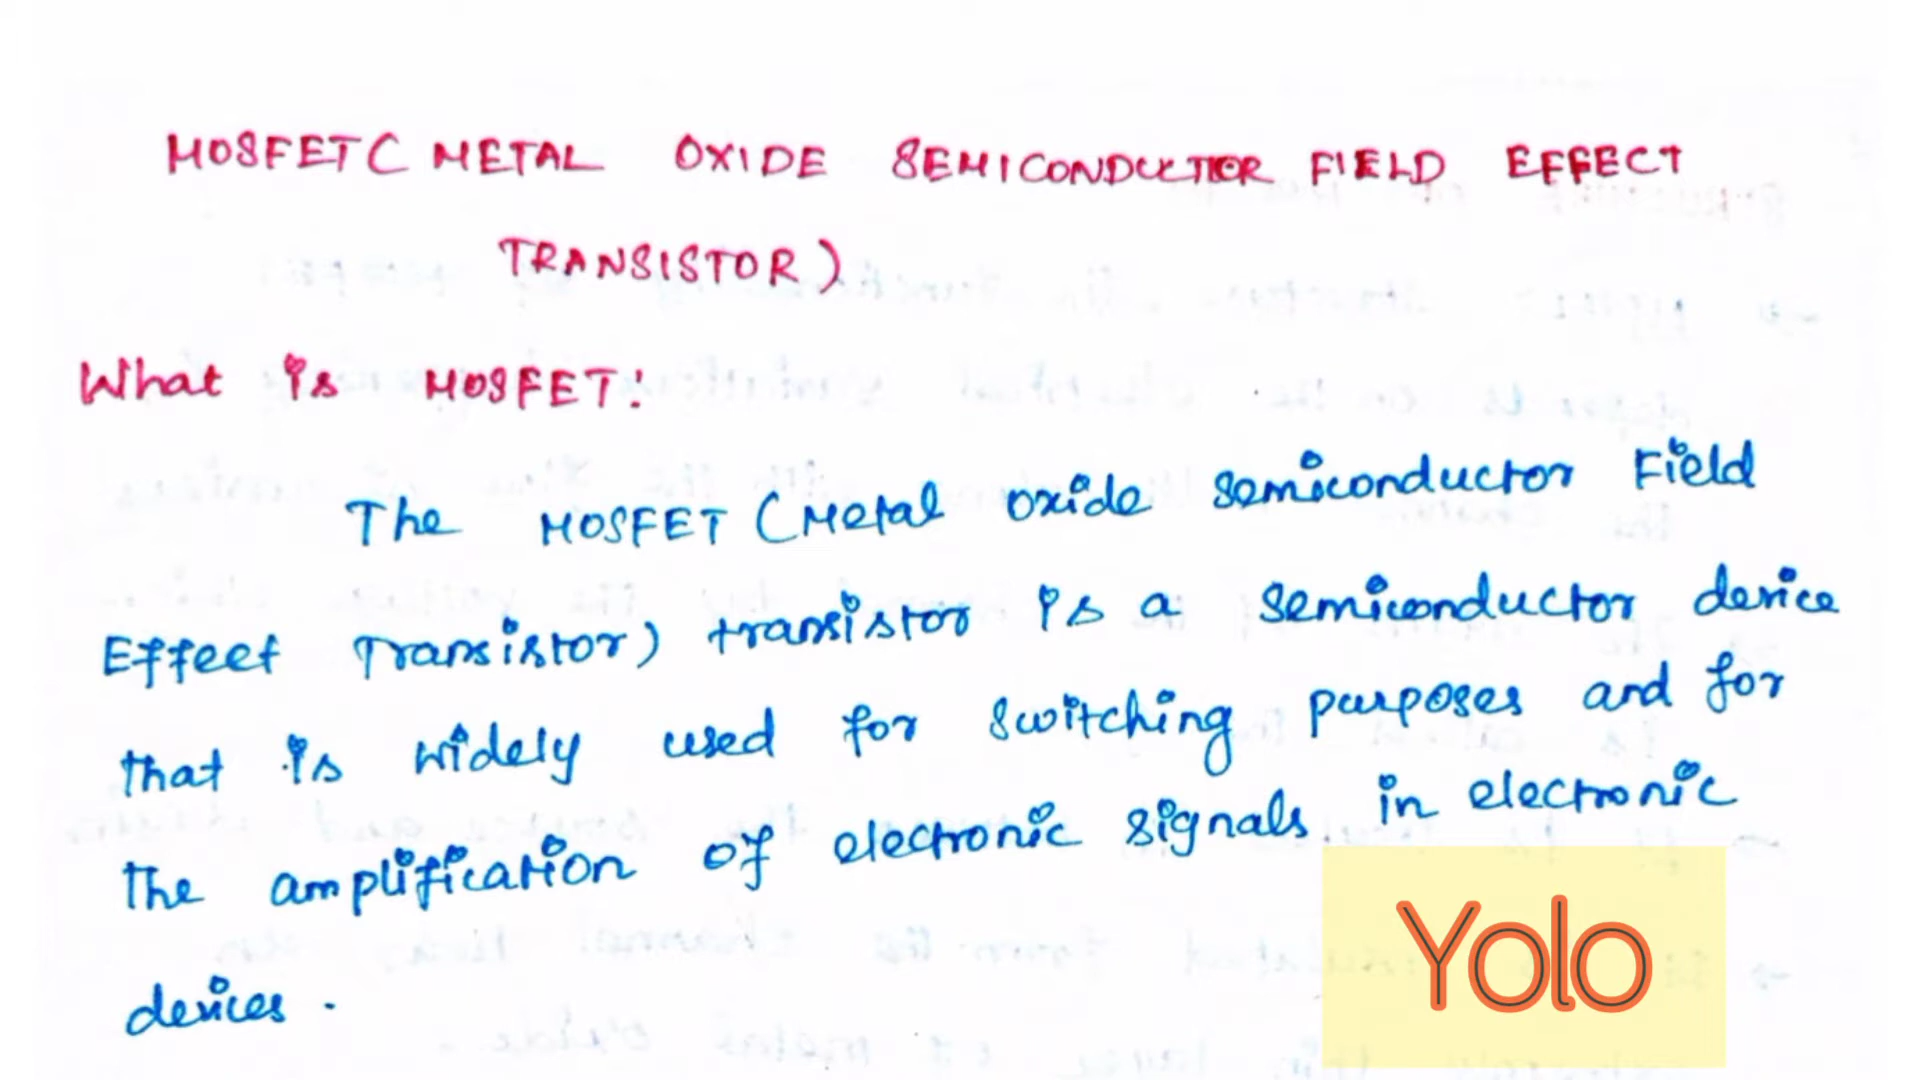 MOSFET( METAL OXIDE SEMICONDUCTOR FIELD EFFECT
TRANSISTOR)
What is MOSFET:
The MOSFET (Metal oxide semiconductor Field
Effect Transistor) transistor is a semiconductor device
that is widely used for switching purposes and for
the amplification of electronic signals in electronic
devices.
Yolo